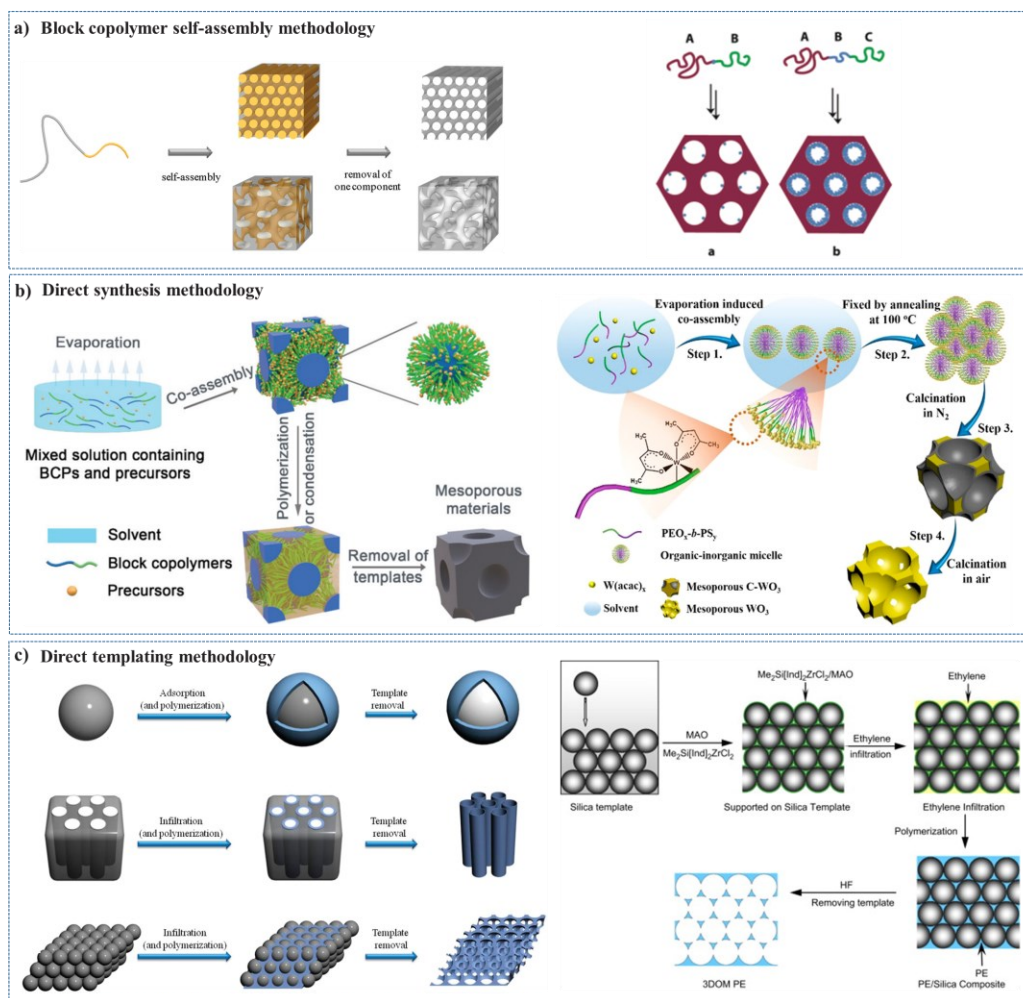 a) Block copolymer self-assembly methodology
self-assembly
removal of
one component
A B
A B C
a
b
b) Direct synthesis methodology
Evaporation
Mixed solution containing
BCPs and precursors
Co-assembly
Polymerization
or condensation
Solvent
Block copolymers
Precursors
Removal of
templates
Mesoporous
materials
Evaporation induced
co-assembly
Step 1.
Fixed by annealing
at 100 °C
Step 2.
Calcination
in N₂
Step 3.
Step 4.
Calcination
in air
PEOₓ-b-PSᵧ
Organic-inorganic micelle
W(acac)ₓ
Mesoporous C-WO₃
Solvent
Mesoporous WO₃
c) Direct templating methodology
Adsorption
(and polymerization)
Template
removal
Infiltration
(and polymerization)
Template
removal
Infiltration
(and polymerization)
Template
removal
Silica template
MAO
Me₂Si[Ind]₂ZrCl₂
Me₂Si[Ind]₂ZrCl₂/MAO
Supported on Silica Template
Ethylene
infiltration
Ethylene
Ethylene Infiltration
Polymerization
PE
PE/Silica Composite
HF
Removing template
3DOM PE